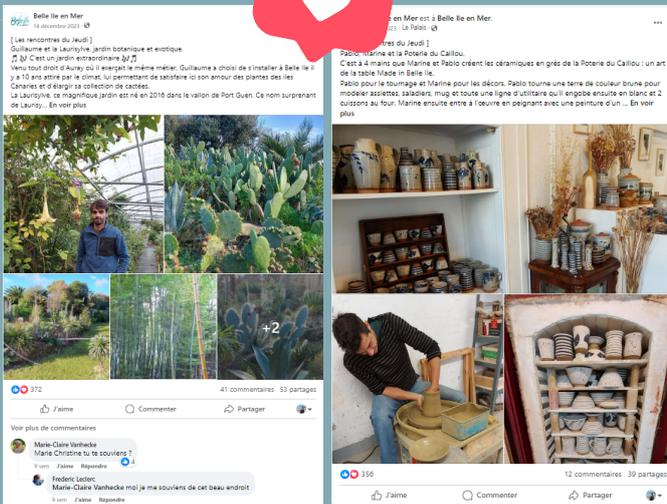 Belle Ile en Mer
14 décembre 2023 ·
[ Les rencontres du Jeudi ]
Guillaume et la Laurisylve, jardin botanique et exotique.
C'est un jardin extraordinaire
Venu tout droit d'Auray où il exerçait le même métier. Guillaume a choisi de s'installer à Belle Ile il
y a 10 ans attiré par le climat, lui permettant de satisfaire ici son amour des plantes des îles
Canaries et d'élargir sa collection de cactées.
La Laurisylve, ce magnifique jardin est né en 2016 dans le vallon de Port Guen. Ce nom surprenant
de Laurisy... En voir plus
+2
372
41 commentaires 53 partages
J'aime Commenter Partager
Voir plus de commentaires
Marie-Claire Vanhecke
Marie Christine tu te souviens ?
4
9 sem J'aime Répondre
Frederic Leclerc
Marie-Claire Vanhecke moi je me souviens de cet beau endroit
9 sem J'aime Répondre
en Mer est à Belle Ile en Mer.
2023 · Le Palais ·
du Jeudi ]
Pablo, Marine et la Poterie du Caillou.
C'est à 4 mains que Marine et Pablo créent les céramiques en grés de la Poterie du Caillou : un art
de la table Made in Belle Ile.
Pablo pour le tournage et Marine pour les décors. Pablo tourne une terre de couleur brune pour
modeler assiettes, saladiers, mug et toute une ligne d'utilitaire qu'il engobe ensuite en blanc et 2
cuissons au four. Marine ensuite entre à l'œuvre en peignant avec une peinture d'un ... En voir
plus
356
12 commentaires 39 partages
J'aime Commenter Partager